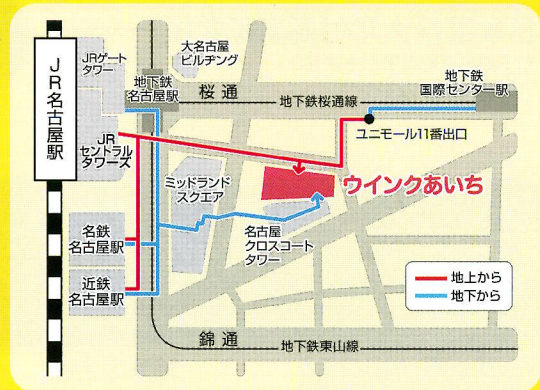 JR名古屋駅
JRゲート
タワー
大名古屋
ビルヂング
地下鉄
名古屋駅
桜通
地下鉄桜通線
地下鉄
国際センター駅
ユニモール11番出口
JR
セントラル
タワーズ
ミッドランド
スクエア
ウインクあいち
名鉄
名古屋駅
名古屋
クロスコート
タワー
近鉄
名古屋駅
地上から
地下から
錦通
地下鉄東山線